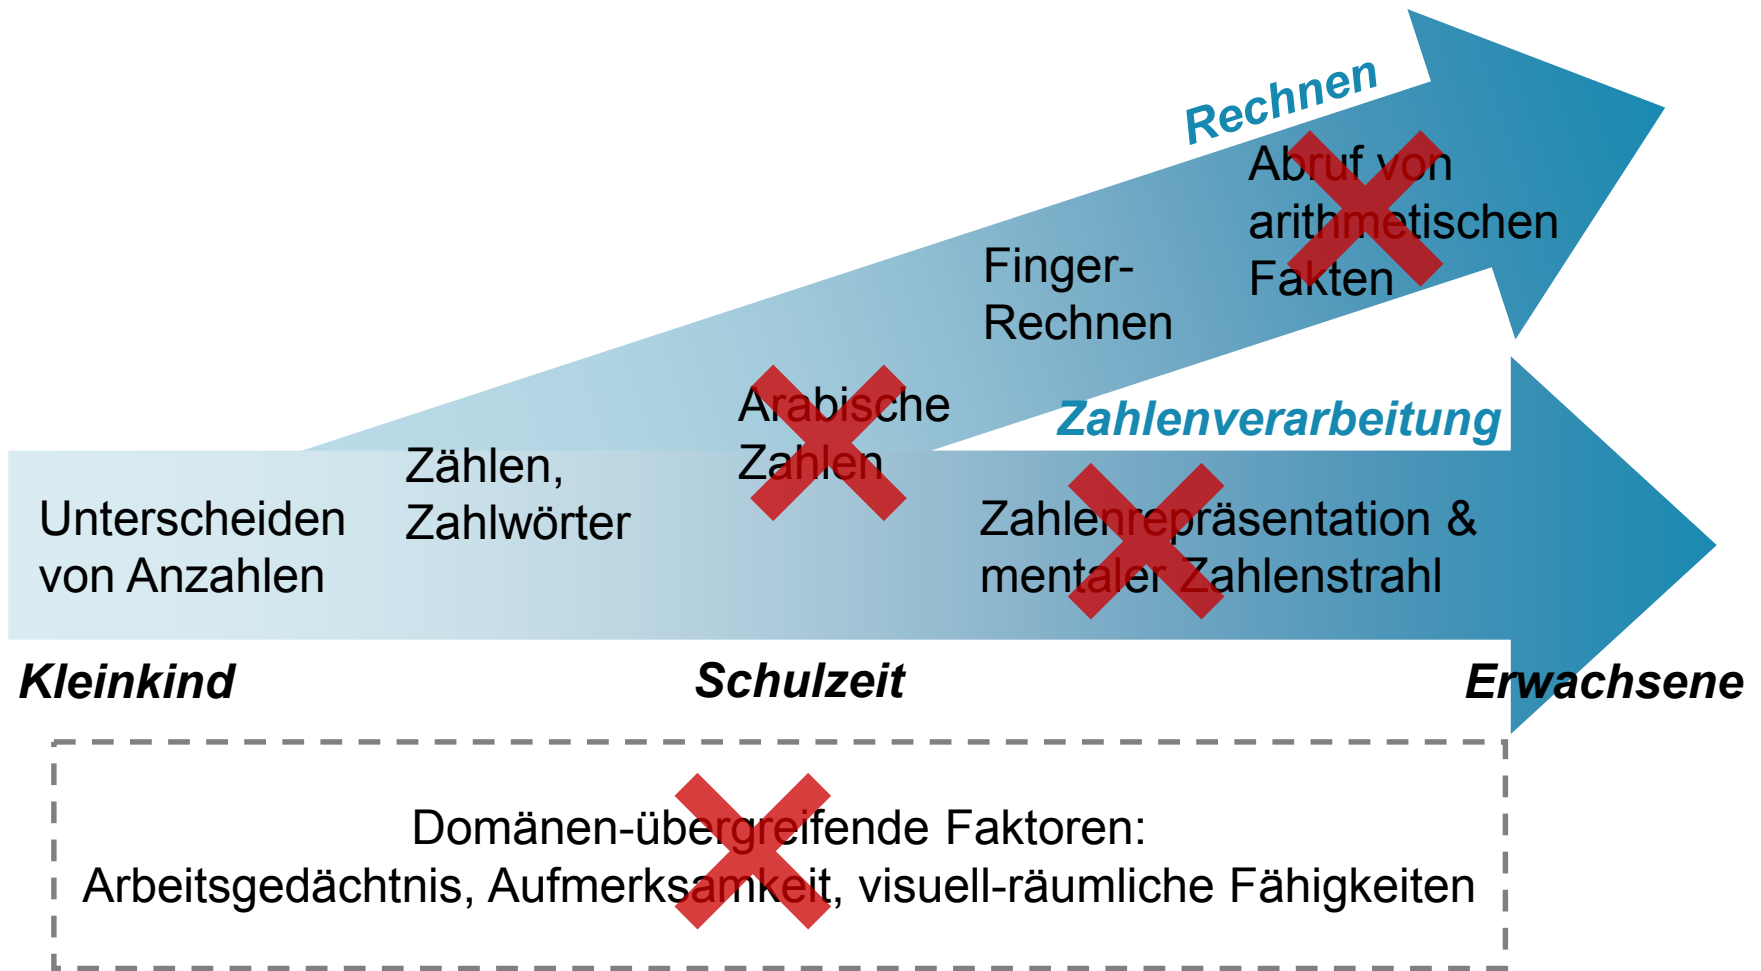 Rechnen
Abruf von
arithmetischen
Fakten
Finger-
Rechnen
Arabische
Zahlen
Zahlenverarbeitung
Zählen,
Zahlwörter
Unterscheiden
von Anzahlen
Zahlenrepräsentation &
mentaler Zahlenstrahl
Kleinkind
Schulzeit
Erwachsene
Domänen-übergreifende Faktoren:
Arbeitsgedächtnis, Aufmerksamkeit, visuell-räumliche Fähigkeiten